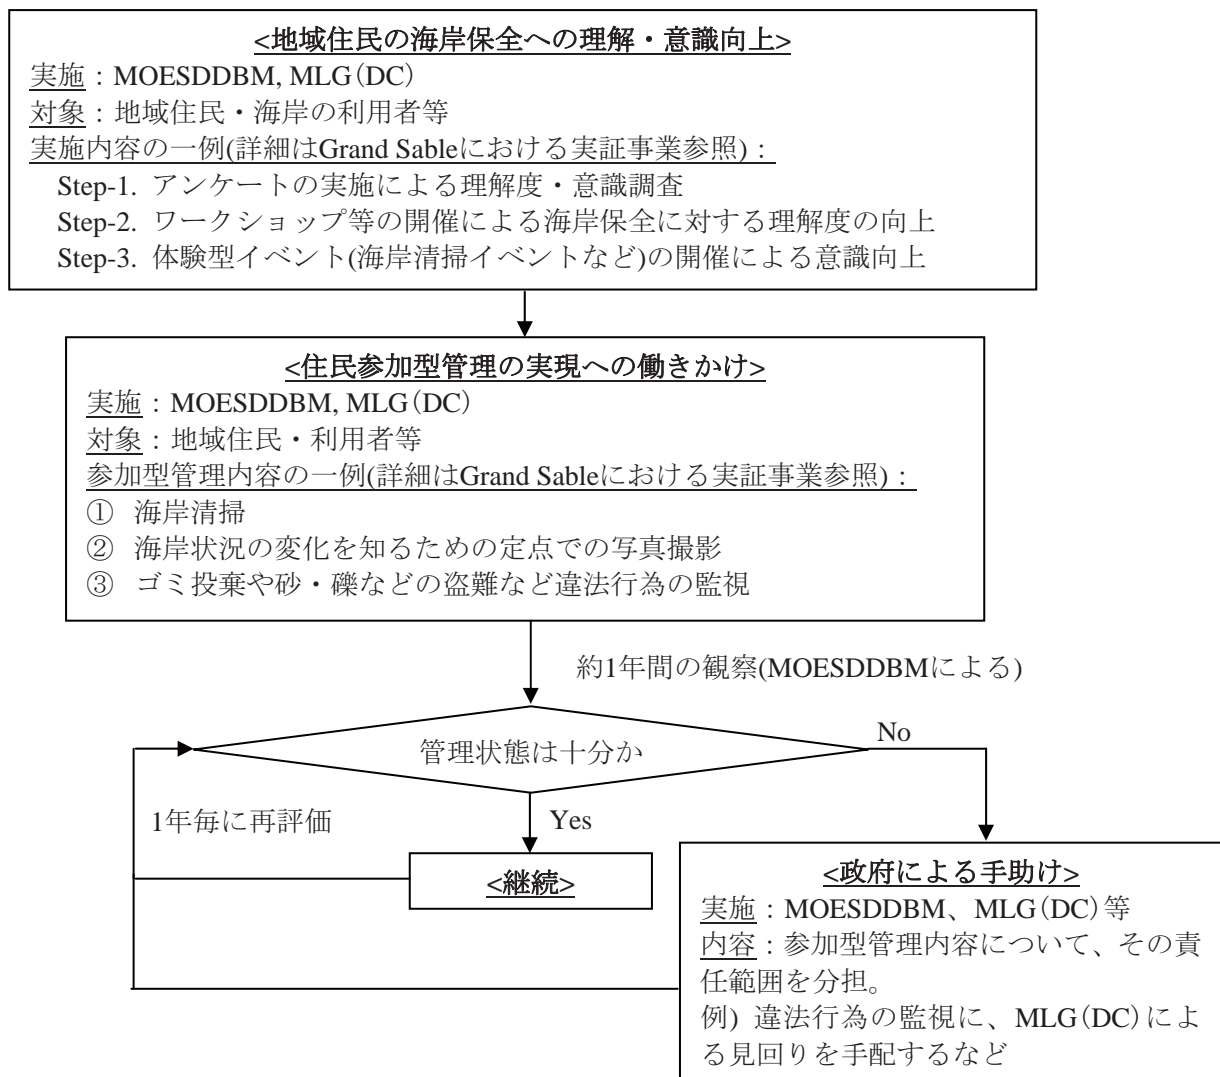 <地域住民の海岸保全への理解・意識向上>
実施：MOESDDBM, MLG(DC)
対象：地域住民・海岸の利用者等
実施内容の一例(詳細はGrand Sableにおける実証事業参照)：
Step-1. アンケートの実施による理解度・意識調査
Step-2. ワークショップ等の開催による海岸保全に対する理解度の向上
Step-3. 体験型イベント(海岸清掃イベントなど)の開催による意識向上
<住民参加型管理の実現への働きかけ>
実施：MOESDDBM, MLG(DC)
対象：地域住民・利用者等
参加型管理内容の一例(詳細はGrand Sableにおける実証事業参照)：
① 海岸清掃
② 海岸状況の変化を知るための定点での写真撮影
③ ゴミ投棄や砂・礫などの盗難など違法行為の監視
約1年間の観察(MOESDDBMによる)
管理状態は十分か
No
1年毎に再評価
Yes
<継続>
<政府による手助け>
実施：MOESDDBM、MLG(DC)等
内容：参加型管理内容について、その責
任範囲を分担。
例) 違法行為の監視に、MLG(DC)によ
る見回りを手配するなど